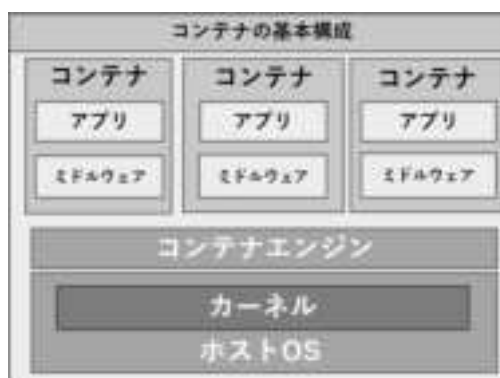 コンテナの基本構成
コンテナ コンテナ コンテナ
アプリ アプリ アプリ
ミドルウェア ミドルウェア ミドルウェア
コンテナエンジン
カーネル
ホストOS